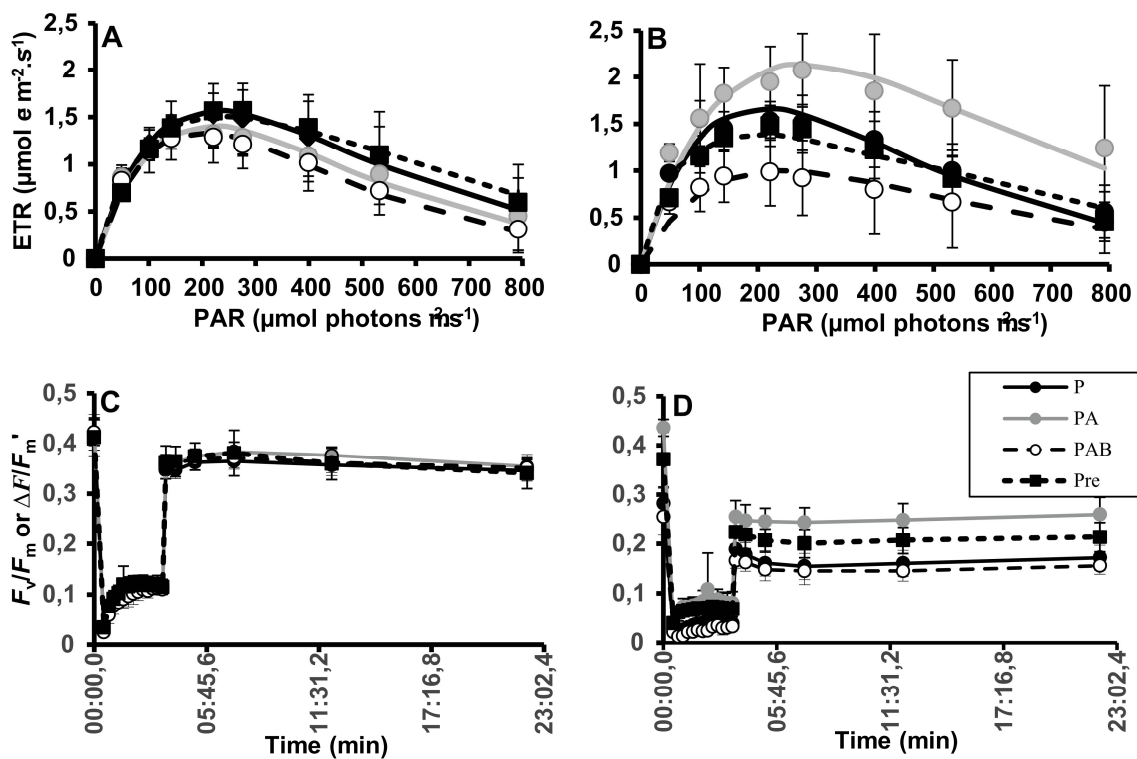 A
2,5
2
1,5
1
0,5
0
ETR (µmol e m-2.s-1)
0 100 200 300 400 500 600 700 800
PAR (µmol photons m2s-1)
B
2,5
2
1,5
1
0,5
0
0 100 200 300 400 500 600 700 800
PAR (µmol photons m2s-1)
C
0,5
0,4
0,3
0,2
0,1
0
Fv/Fm or ΔF/Fm'
00:00,0 05:45,6 11:31,2 17:16,8 23:02,4
Time (min)
D
0,5
0,4
0,3
0,2
0,1
0
00:00,0 05:45,6 11:31,2 17:16,8 23:02,4
Time (min)
P
PA
PAB
Pre